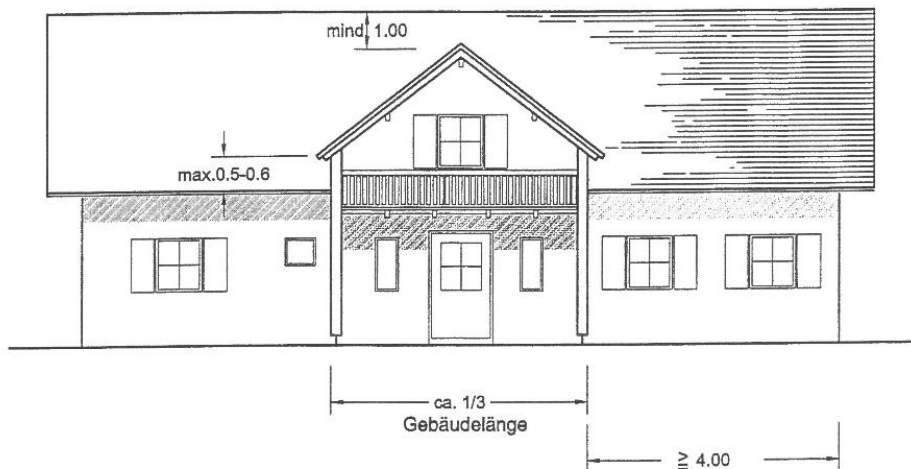 mind. 1.00
max.0.5-0.6
ca. 1/3
Gebäudelänge
≥ 4.00